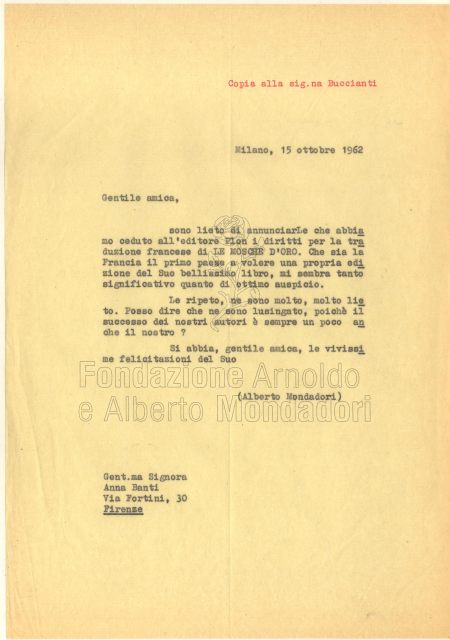 Copia alla sig.na Buccianti
Milano, 15 ottobre 1962
Gentile amica,
sono lieto di annunciarLe che abbia
mo ceduto all'editore Plon i diritti per la tra
duzione francese di LE MOSCHE D'ORO. Che sia la
Francia il primo paese a volere una propria edi
zione del Suo bellissimo libro, mi sembra tanto
significativo quanto di ottimo auspicio.
Le ripeto, ne sono molto, molto lie
to. Posso dire che ne sono lusingato, poichè il
successo dei nostri autori è sempre un poco an
che il nostro ?
Si abbia, gentile amica, le vivissi
me felicitazioni del Suo
Fondazione Arnoldo
e Alberto Mondadori
(Alberto Mondadori)
Gent.ma Signora
Anna Banti
Via Fortini, 30
Firenze